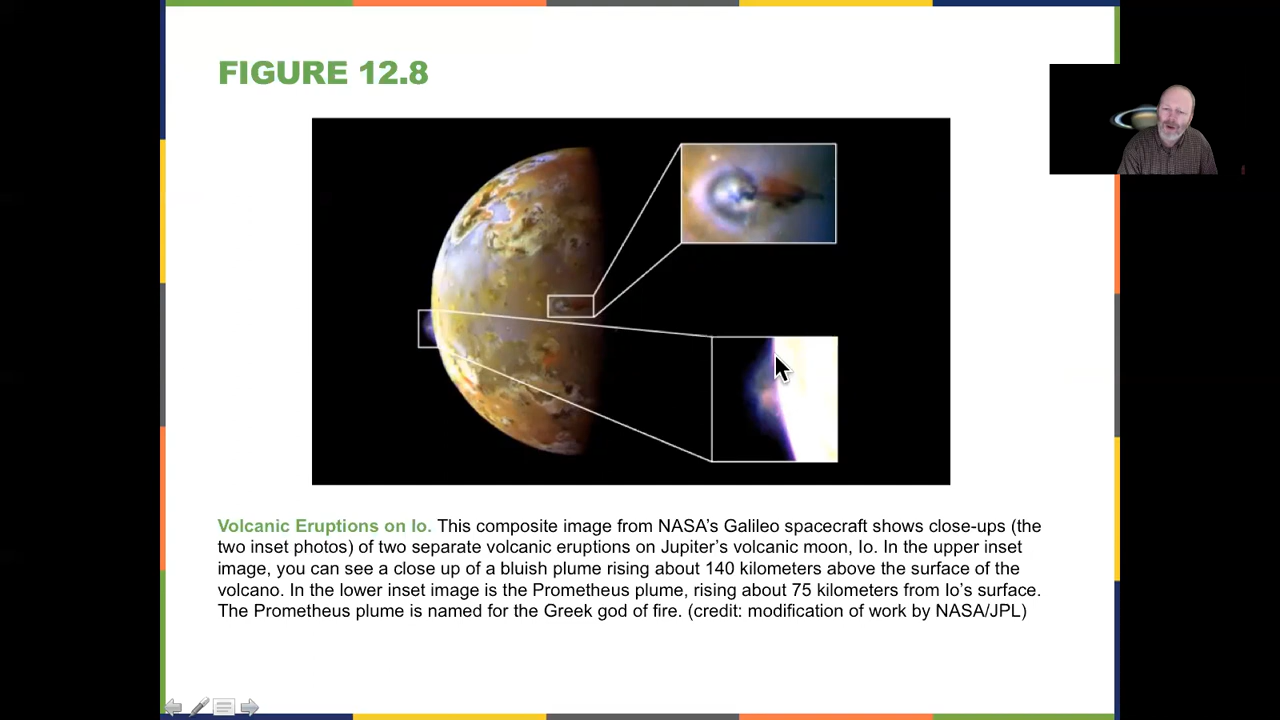 FIGURE 12.8
Volcanic Eruptions on Io. This composite image from NASA’s Galileo spacecraft shows close-ups (the
two inset photos) of two separate volcanic eruptions on Jupiter’s volcanic moon, Io. In the upper inset
image, you can see a close up of a bluish plume rising about 140 kilometers above the surface of the
volcano. In the lower inset image is the Prometheus plume, rising about 75 kilometers from Io’s surface.
The Prometheus plume is named for the Greek god of fire. (credit: modification of work by NASA/JPL)